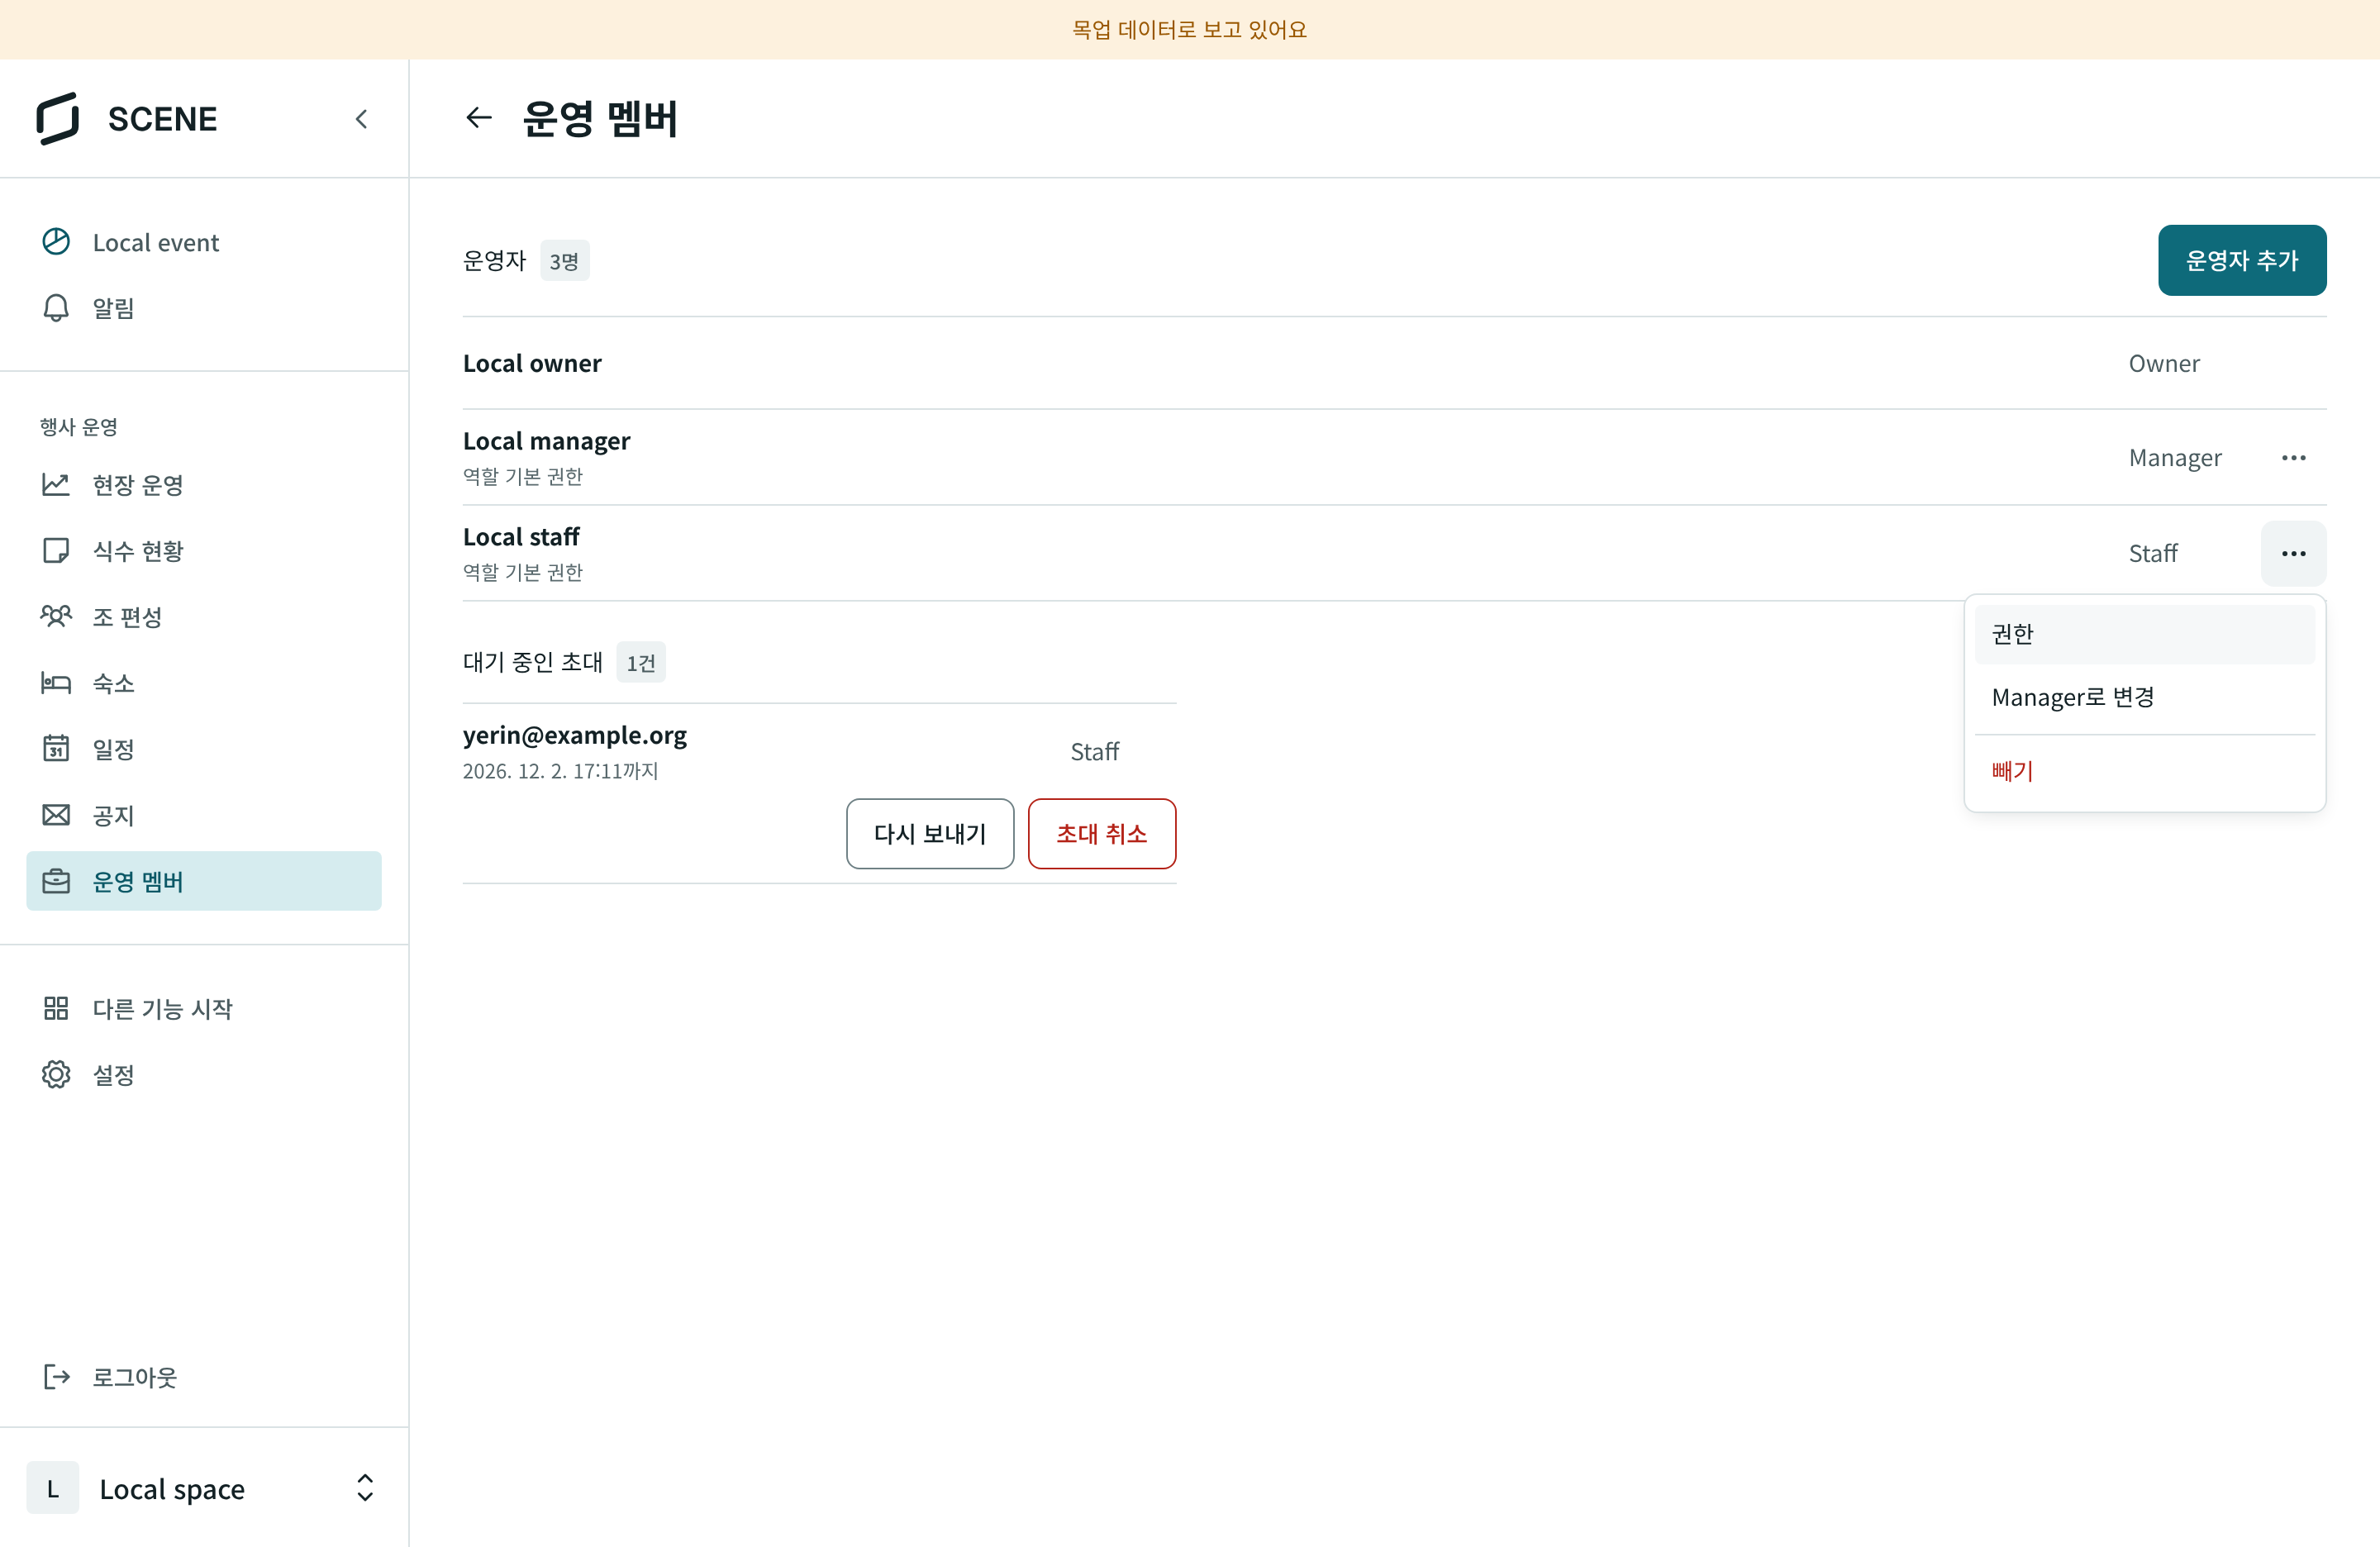 목업 데이터로 보고 있어요
SCENE
운영 멤버
Local event
알림
행사 운영
현장 운영
식수 현황
조 편성
숙소
31
일정
공지
운영 멤버
다른 기능 시작
설정
로그아웃
L
Local space
운영자 3명
운영자 추가
Local owner
Owner
Local manager
역할 기본 권한
Manager
Local staff
역할 기본 권한
Staff
권한
Manager로 변경
빼기
대기 중인 초대 1건
yerin@example.org
2026. 12. 2. 17:11까지
Staff
다시 보내기
초대 취소